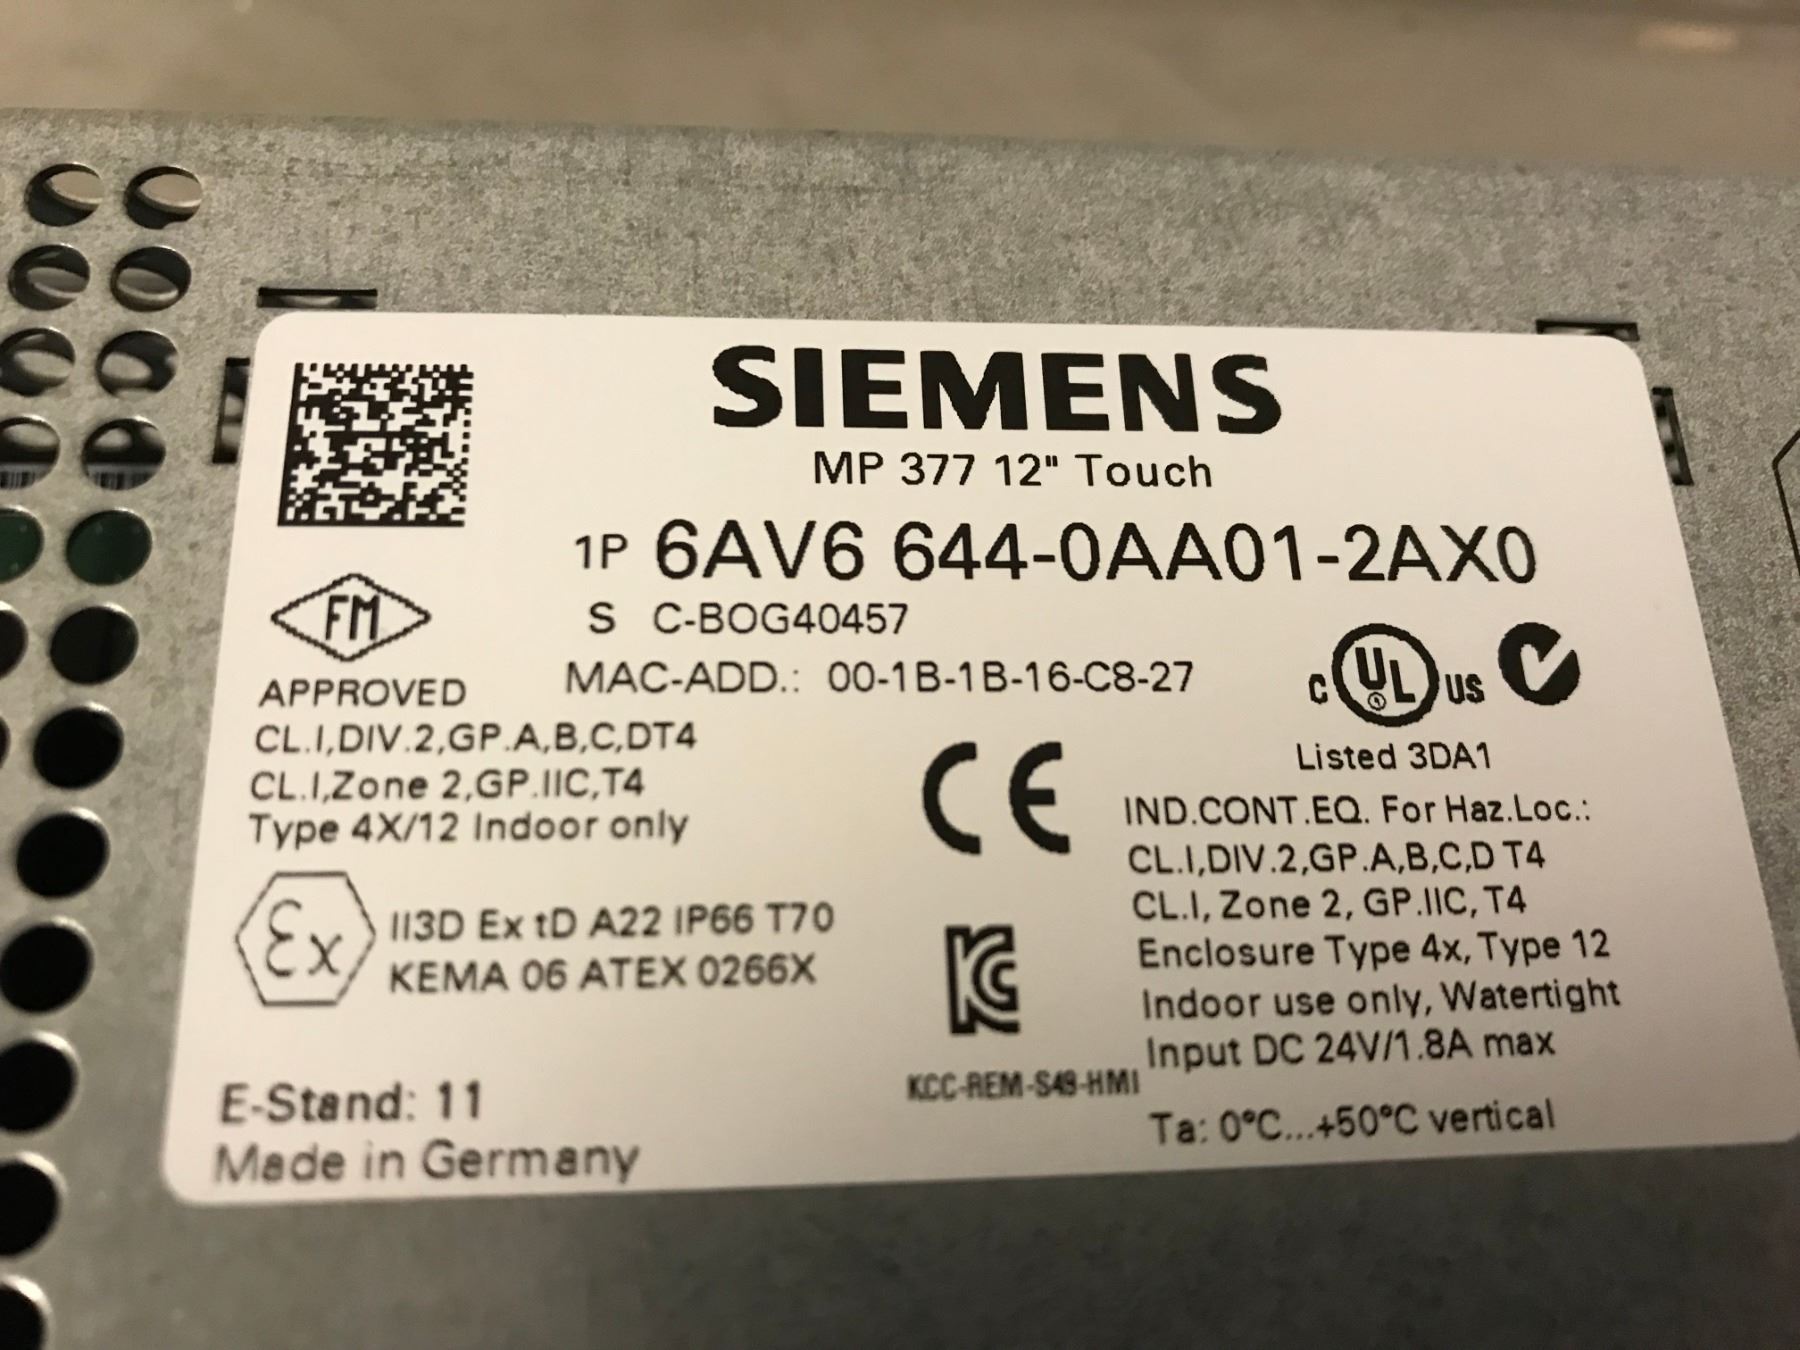 SIEMENS
MP 377 12" Touch
1P 6AV6 644-0AA01-2AX0
S C-BOG40457
MAC-ADD.: 00-1B-1B-16-C8-27
FM
APPROVED
CL.I,DIV.2,GP.A,B,C,DT4
CL.I,Zone 2,GP.IIC,T4
Type 4X/12 Indoor only
Ex II3D Ex tD A22 IP66 T70
KEMA 06 ATEX 0266X
E-Stand: 11
Made in Germany
CE
KC
KCC-REM-S49-HMI
C UL US
Listed 3DA1
IND.CONT.EQ. For Haz.Loc.:
CL.I,DIV.2,GP.A,B,C,D T4
CL.I, Zone 2, GP.IIC, T4
Enclosure Type 4x, Type 12
Indoor use only, Watertight
Input DC 24V/1.8A max
Ta: 0°C...+50°C vertical